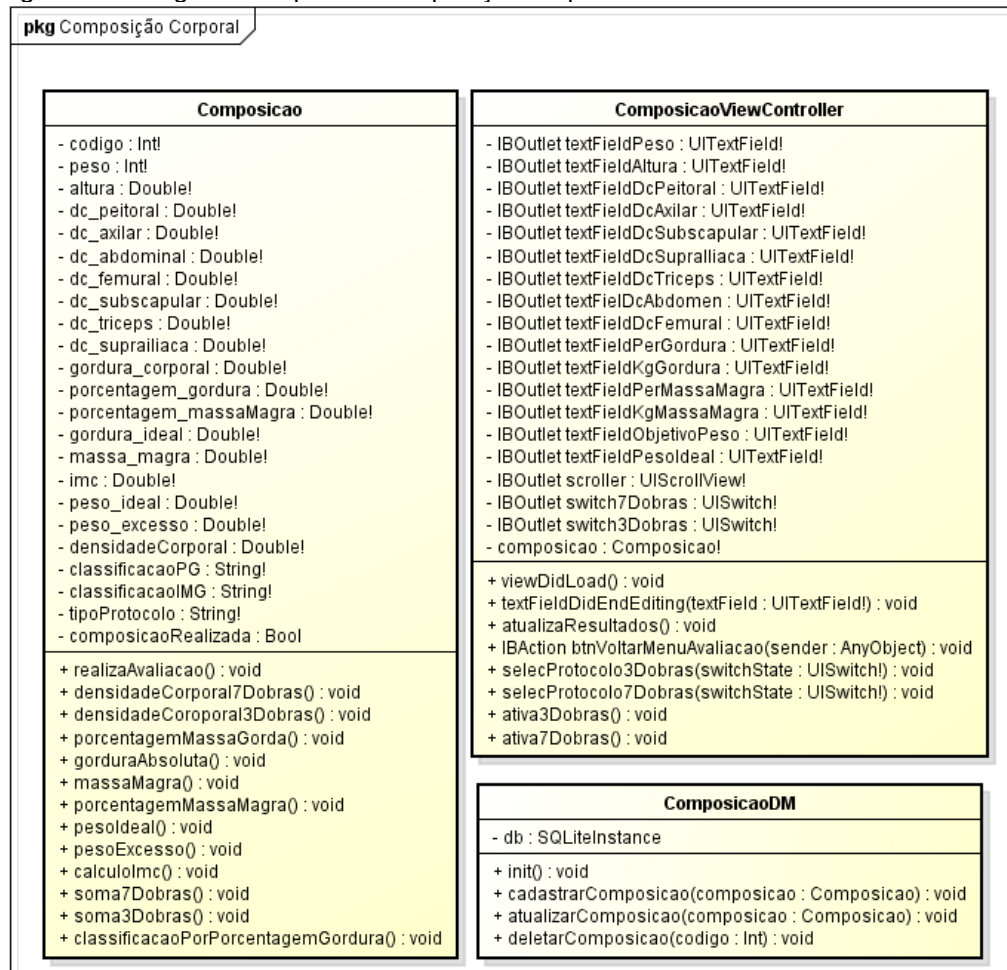 pkg Composição Corporal
Composicao
- codigo : Int!
- peso : Int!
- altura : Double!
- dc_peitoral : Double!
- dc_axilar : Double!
- dc_abdominal : Double!
- dc_femural : Double!
- dc_subscapular : Double!
- dc_triceps : Double!
- dc_suprailiaca : Double!
- gordura_corporal : Double!
- porcentagem_gordura : Double!
- porcentagem_massaMagra : Double!
- gordura_ideal : Double!
- massa_magra : Double!
- imc : Double!
- peso_ideal : Double!
- peso_excesso : Double!
- densidadeCorporal : Double!
- classificacaoPG : String!
- classificacaoIMG : String!
- tipoProtocolo : String!
- composicaoRealizada : Bool
+ realizaAvaliacao() : void
+ densidadeCorporal7Dobras() : void
+ densidadeCoroporal3Dobras() : void
+ porcentagemMassaGorda() : void
+ gorduraAbsoluta() : void
+ massaMagra() : void
+ porcentagemMassaMagra() : void
+ pesoIdeal() : void
+ pesoExcesso() : void
+ calculoImc() : void
+ soma7Dobras() : void
+ soma3Dobras() : void
+ classificacaoPorPorcentagemGordura() : void
ComposicaoViewController
- IBOutlet textFieldPeso : UITextField!
- IBOutlet textFieldAltura : UITextField!
- IBOutlet textFieldDcPeitoral : UITextField!
- IBOutlet textFieldDcAxilar : UITextField!
- IBOutlet textFieldDcSubscapular : UITextField!
- IBOutlet textFieldDcSupralliaca : UITextField!
- IBOutlet textFieldDcTriceps : UITextField!
- IBOutlet textFielDcAbdomen : UITextField!
- IBOutlet textFieldDcFemural : UITextField!
- IBOutlet textFieldPerGordura : UITextField!
- IBOutlet textFieldKgGordura : UITextField!
- IBOutlet textFieldPerMassaMagra : UITextField!
- IBOutlet textFieldKgMassaMagra : UITextField!
- IBOutlet textFieldObjetivoPeso : UITextField!
- IBOutlet textFieldPesoIdeal : UITextField!
- IBOutlet scroller : UIScrollView!
- IBOutlet switch7Dobras : UISwitch!
- IBOutlet switch3Dobras : UISwitch!
- composicao : Composicao!
+ viewDidLoad() : void
+ textFieldDidEndEditing(textField : UITextField!) : void
+ atualizaResultados() : void
+ IBAction btnVoltarMenuAvaliacao(sender : AnyObject) : void
+ selecProtocolo3Dobras(switchState : UISwitch!) : void
+ selecProtocolo7Dobras(switchState : UISwitch!) : void
+ ativa3Dobras() : void
+ ativa7Dobras() : void
ComposicaoDM
- db : SQLiteInstance
+ init() : void
+ cadastrarComposicao(composicao : Composicao) : void
+ atualizarComposicao(composicao : Composicao) : void
+ deletarComposicao(codigo : Int) : void